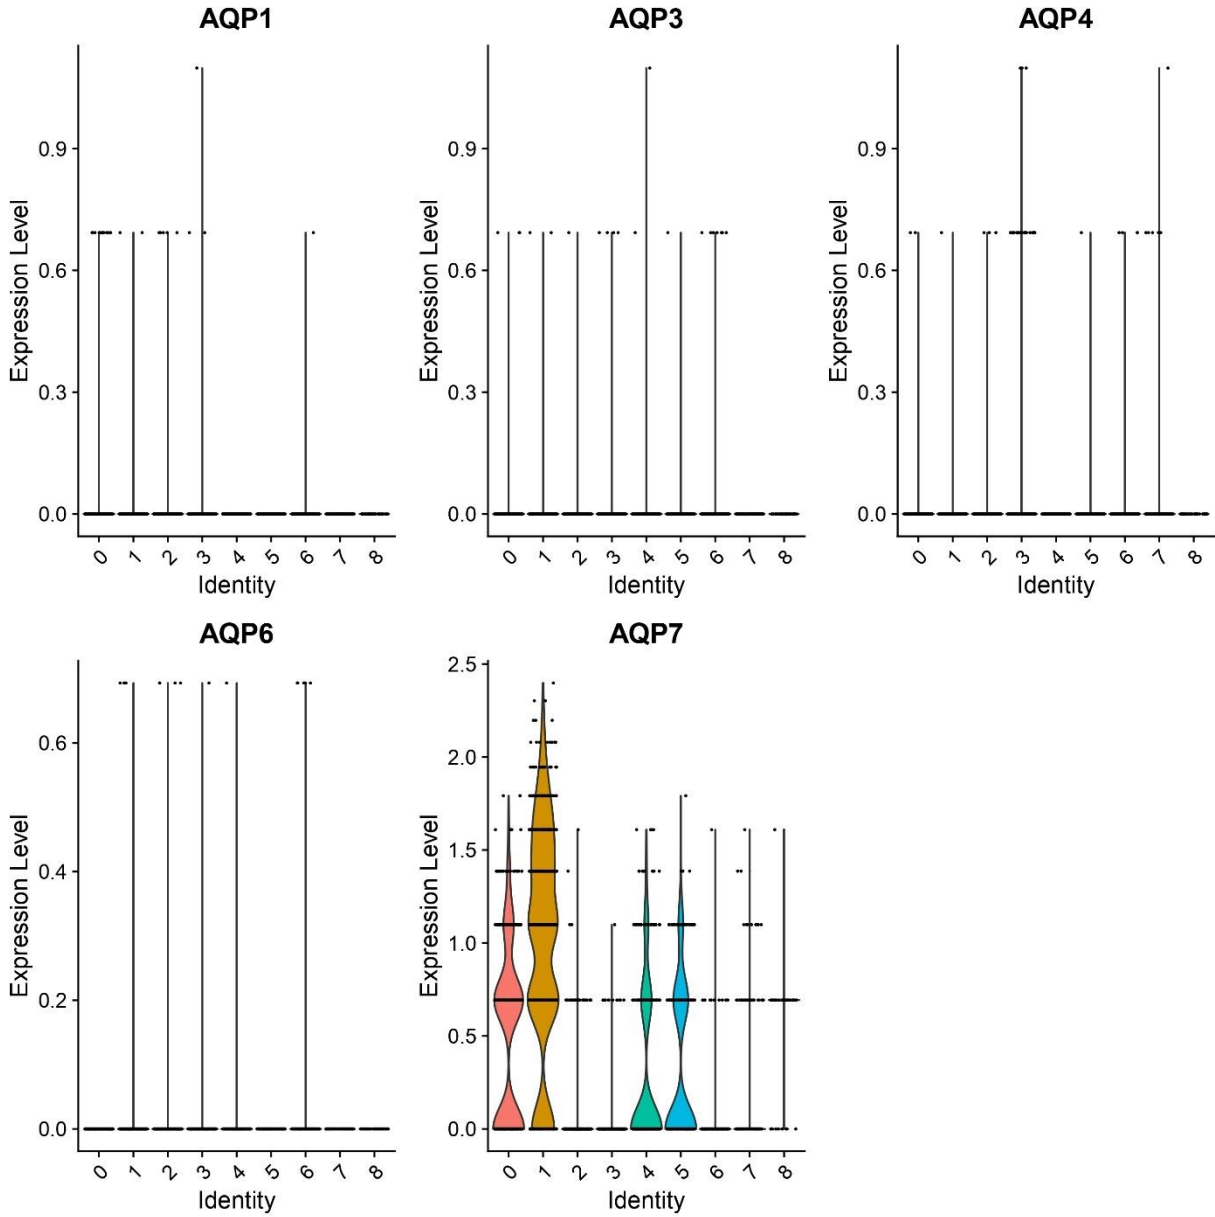 AQP1
AQP3
AQP4
Expression Level
0.9
0.6
0.3
0.0
0 1 2 3 4 5 6 7 8
Identity
Expression Level
0.9
0.6
0.3
0.0
0 1 2 3 4 5 6 7 8
Identity
Expression Level
0.9
0.6
0.3
0.0
0 1 2 3 4 5 6 7 8
Identity
AQP6
AQP7
Expression Level
0.6
0.4
0.2
0.0
0 1 2 3 4 5 6 7 8
Identity
Expression Level
2.5
2.0
1.5
1.0
0.5
0.0
0 1 2 3 4 5 6 7 8
Identity